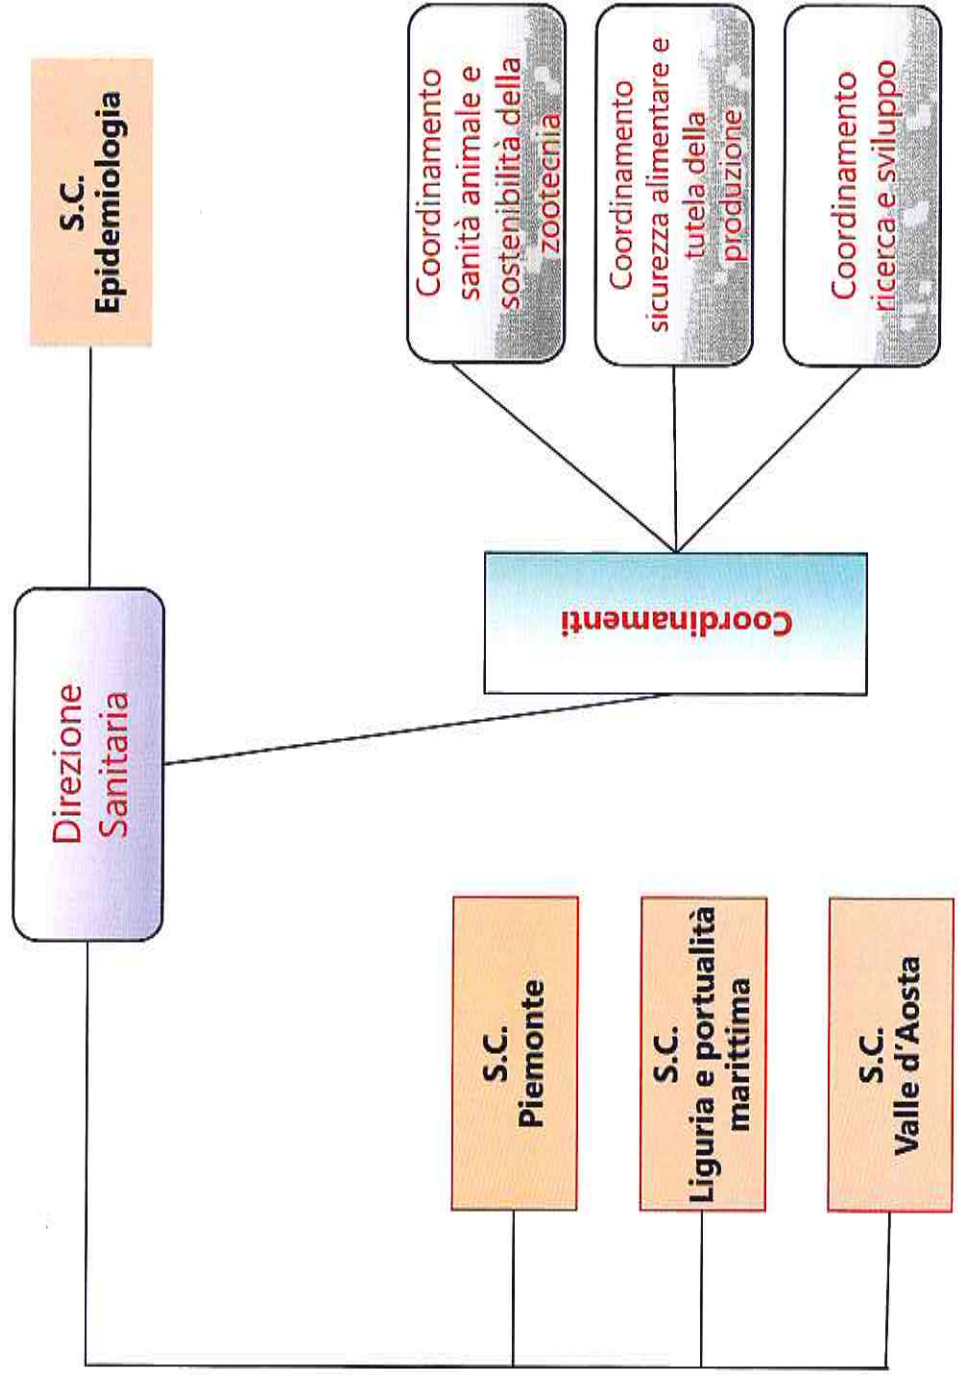 Direzione
Sanitaria
S.C.
Epidemiologia
S.C.
Piemonte
S.C.
Liguria e portualità
marittima
S.C.
Valle d'Aosta
Coordinamenti
Coordinamento
sanità animale e
sostenibilità della
zootecnia
Coordinamento
sicurezza alimentare e
tutela della
produzione
Coordinamento
ricerca e sviluppo